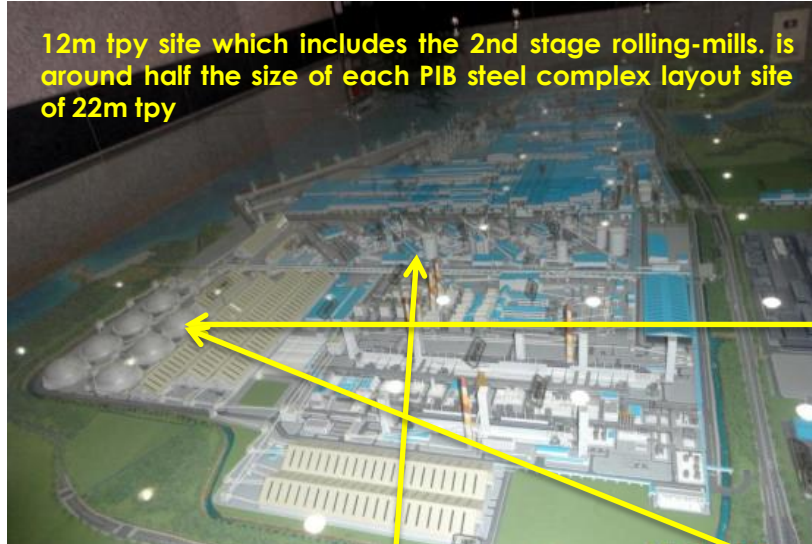 12m tpy site which includes the 2nd stage rolling-mills. is
around half the size of each PIB steel complex layout site
of 22m tpy